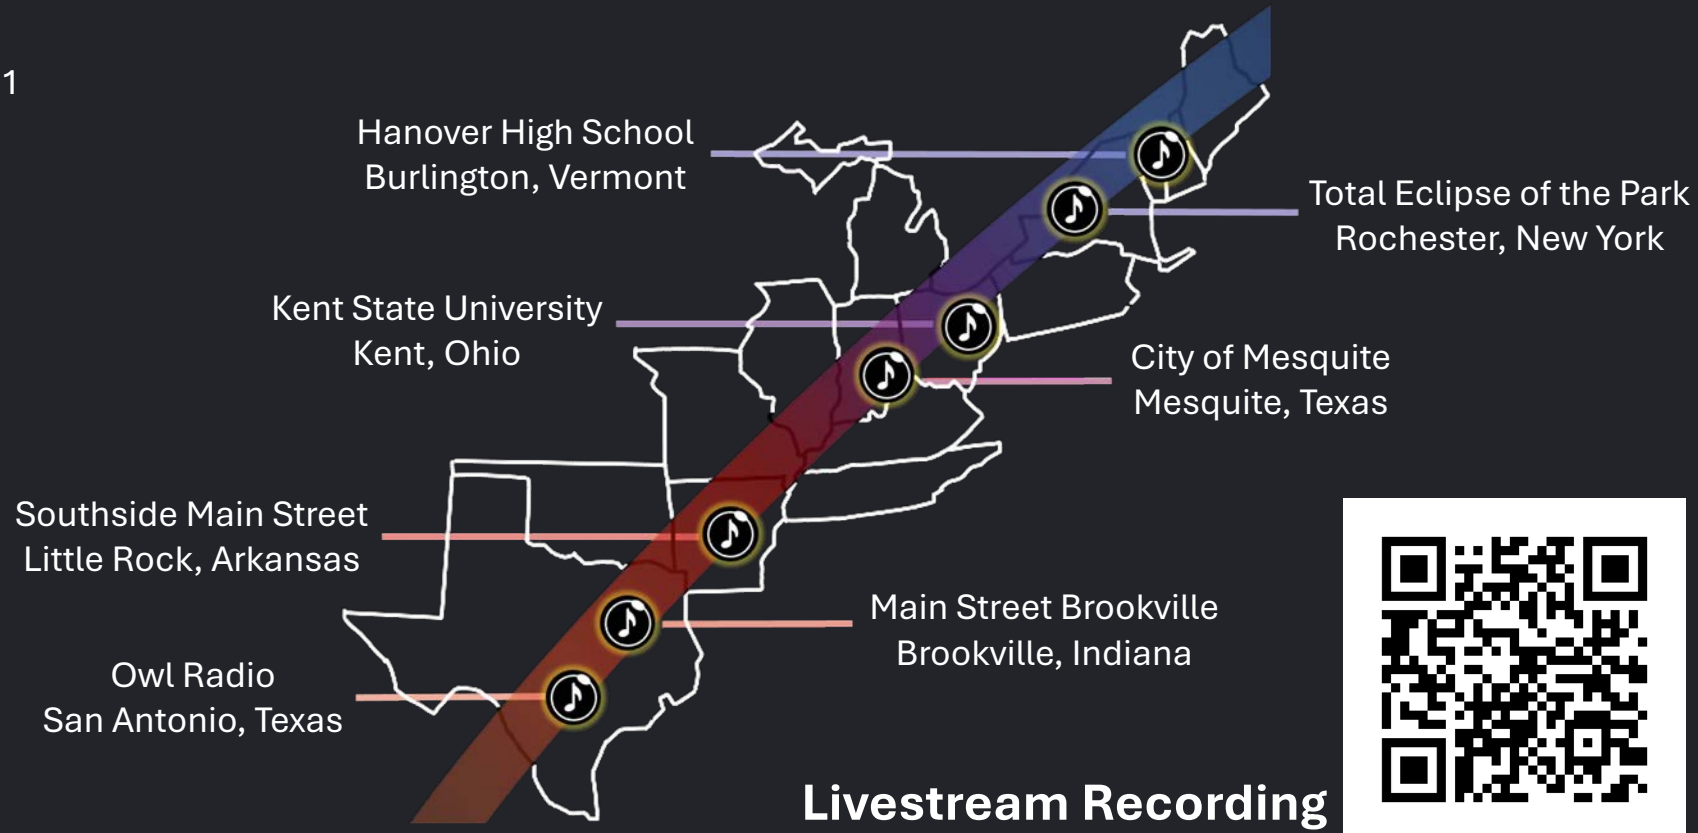 1
Hanover High School
Burlington, Vermont
Total Eclipse of the Park
Rochester, New York
Kent State University
Kent, Ohio
City of Mesquite
Mesquite, Texas
Southside Main Street
Little Rock, Arkansas
Main Street Brookville
Brookville, Indiana
Owl Radio
San Antonio, Texas
Livestream Recording